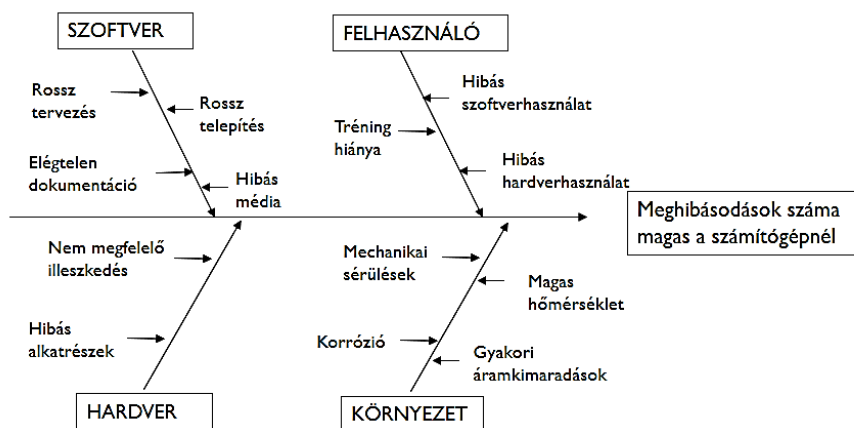 SZOFTVER
FELHASZNÁLÓ
Rossz
tervezés
Rossz
telepítés
Elégtelen
dokumentáció
Hibás
média
Hibás
szoftverhasználat
Tréning
hiánya
Hibás
hardverhasználat
Meghibásodások száma
magas a számítógépnél
Nem megfelelő
illeszkedés
Hibás
alkatrészek
Mechanikai
sérülések
Magas
hőmérséklet
Korrózió
Gyakori
áramkimaradások
HARDVER
KÖRNYEZET